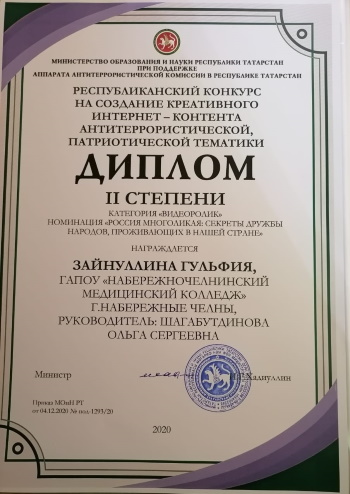 МИНИСТЕРСТВО ОБРАЗОВАНИЯ И НАУКИ РЕСПУБЛИКИ ТАТАРСТАН
ПРИ ПОДДЕРЖКЕ
АППАРАТА АНТИТЕРРОРИСТИЧЕСКОЙ КОМИССИИ В РЕСПУБЛИКЕ ТАТАРСТАН
РЕСПУБЛИКАНСКИЙ КОНКУРС
НА СОЗДАНИЕ КРЕАТИВНОГО
ИНТЕРНЕТ – КОНТЕНТА
АНТИТЕРРОРИСТИЧЕСКОЙ,
ПАТРИОТИЧЕСКОЙ ТЕМАТИКИ
ДИПЛОМ
II СТЕПЕНИ
КАТЕГОРИЯ «ВИДЕОРОЛИК»
НОМИНАЦИЯ «РОССИЯ МНОГОЛИКАЯ: СЕКРЕТЫ ДРУЖБЫ
НАРОДОВ, ПРОЖИВАЮЩИХ В НАШЕЙ СТРАНЕ»
НАГРАЖДАЕТСЯ
ЗАЙНУЛЛИНА ГУЛЬФИЯ,
ГАПОУ «НАБЕРЕЖНОЧЕЛНИНСКИЙ
МЕДИЦИНСКИЙ КОЛЛЕДЖ»
Г.НАБЕРЕЖНЫЕ ЧЕЛНЫ,
РУКОВОДИТЕЛЬ: ШАГАБУТДИНОВА
ОЛЬГА СЕРГЕЕВНА
Министр Хадиуллин
Приказ МОиН РТ
от 04.12.2020 № под-1293/20
2020